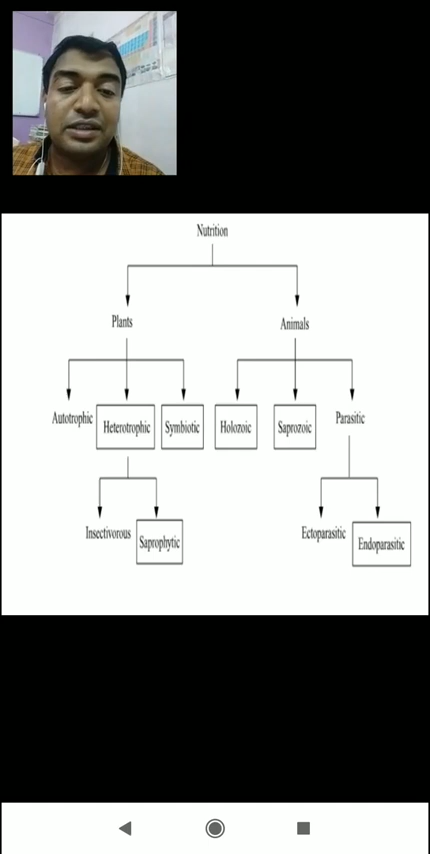 Nutrition
Plants
Animals
Autotrophic
Heterotrophic
Symbiotic
Holozoic
Saprozoic
Parasitic
Insectivorous
Saprophytic
Ectoparasitic
Endoparasitic